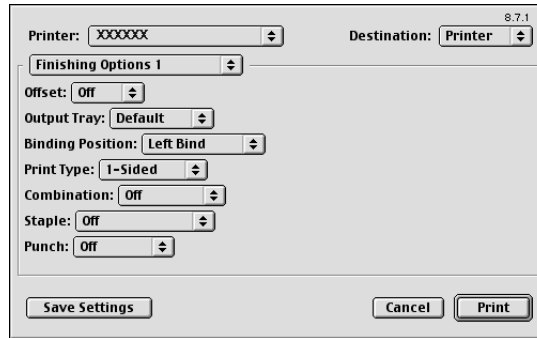 8.7.1
Printer: XXXXXX Destination: Printer
Finishing Options 1
Offset: Off
Output Tray: Default
Binding Position: Left Bind
Print Type: 1-Sided
Combination: Off
Staple: Off
Punch: Off
Save Settings Cancel Print